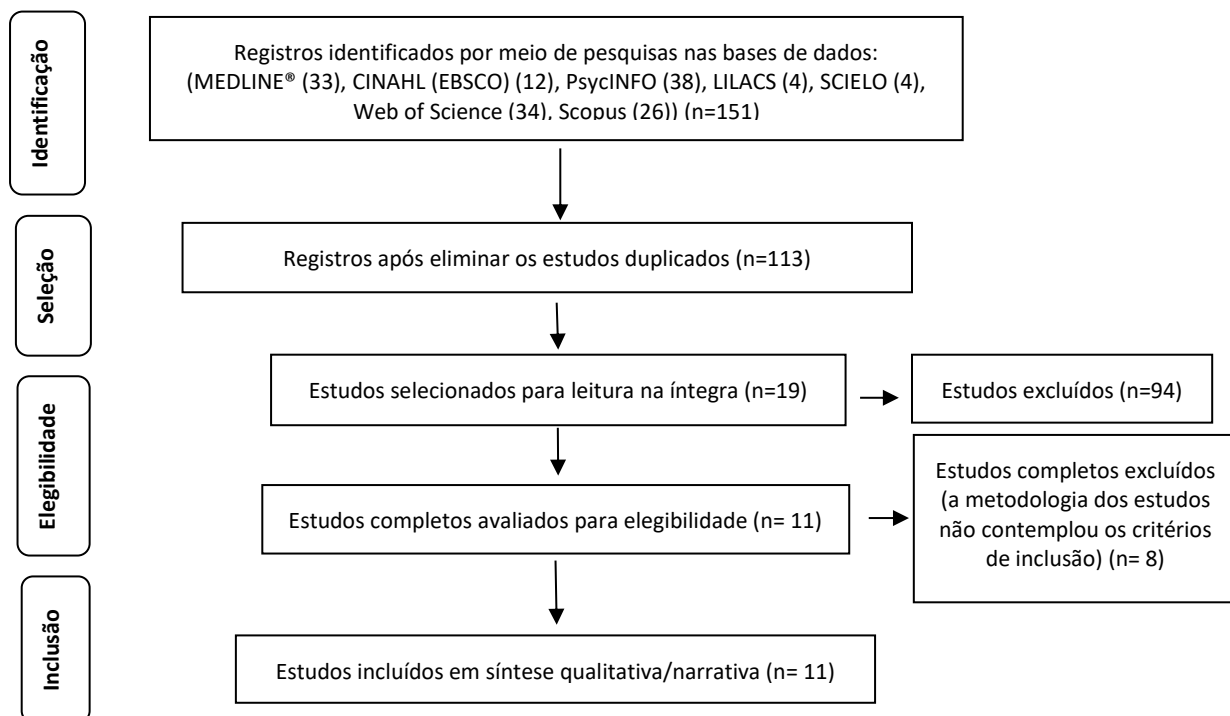 Identificação
Registros identificados por meio de pesquisas nas bases de dados:
(MEDLINE® (33), CINAHL (EBSCO) (12), PsycINFO (38), LILACS (4), SCIELO (4),
Web of Science (34), Scopus (26)) (n=151)
Seleção
Registros após eliminar os estudos duplicados (n=113)
Elegibilidade
Estudos selecionados para leitura na íntegra (n=19)
Estudos excluídos (n=94)
Estudos completos avaliados para elegibilidade (n= 11)
Estudos completos excluídos
(a metodologia dos estudos
não contemplou os critérios
de inclusão) (n= 8)
Inclusão
Estudos incluídos em síntese qualitativa/narrativa (n= 11)